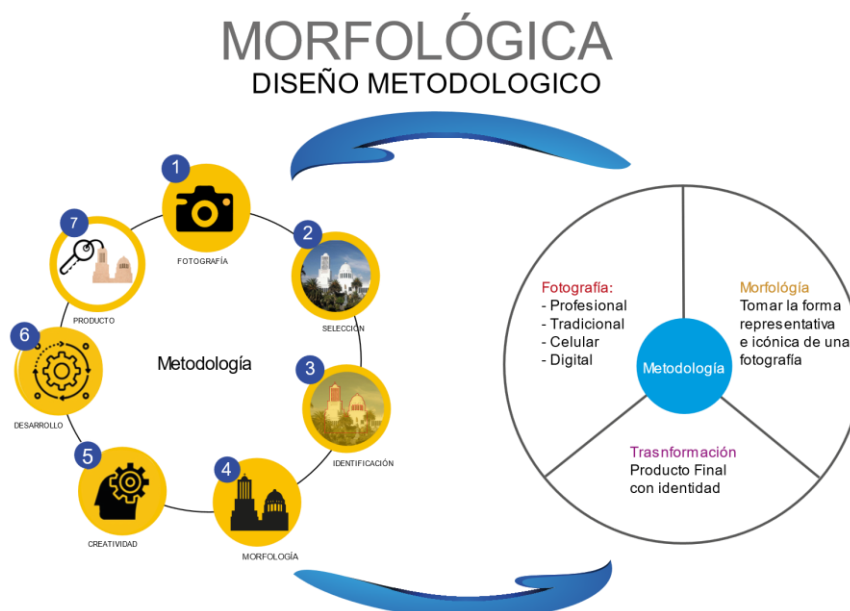 MORFOLÓGICA
DISEÑO METODOLOGICO
1
FOTOGRAFÍA
2
SELECCIÓN
3
IDENTIFICACIÓN
4
MORFOLOGÍA
5
CREATIVIDAD
6
DESARROLLO
7
PRODUCTO
Metodología
Fotografía:
- Profesional
- Tradicional
- Celular
- Digital
Morfológía
Tomar la forma
representativa
e icónica de una
fotografía
Metodología
Trasnformación
Producto Final
con identidad